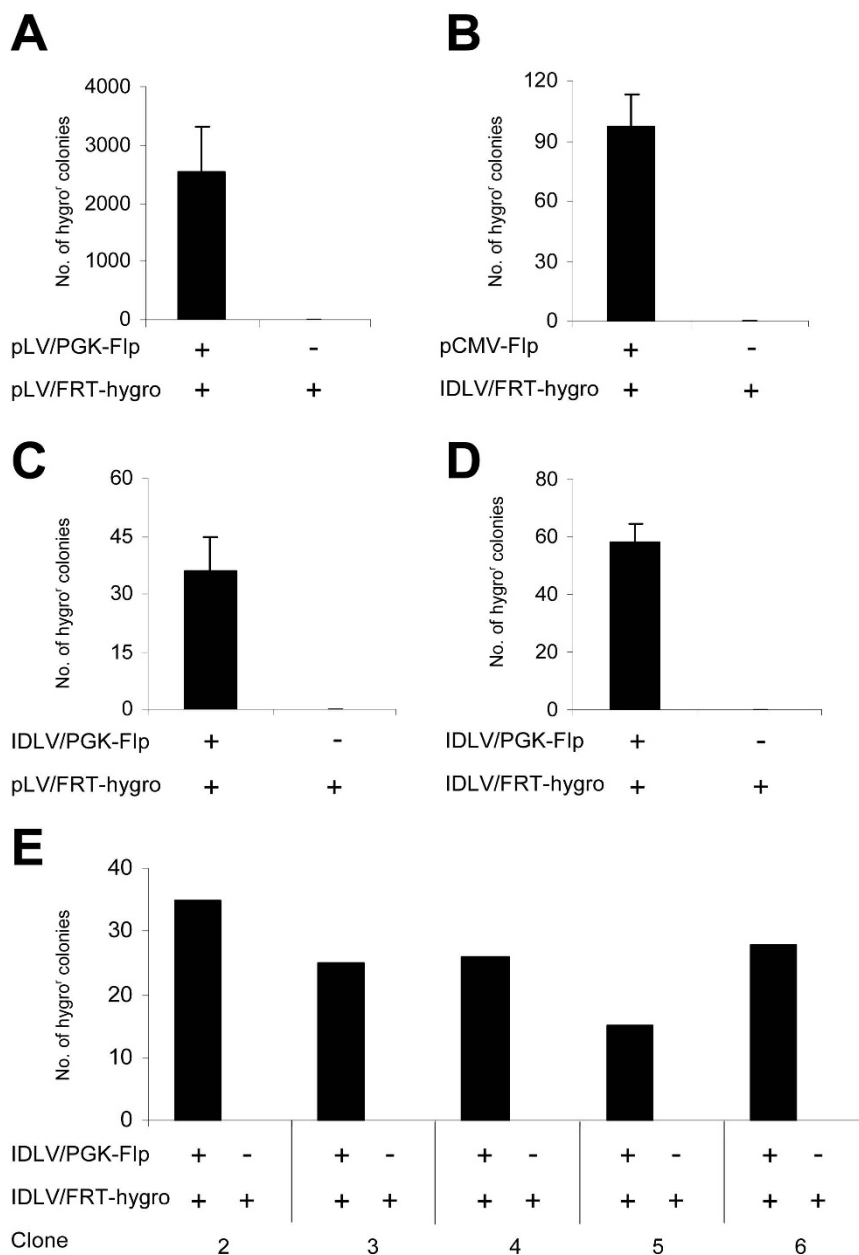 A
No. of hygroʳ colonies
4000
3000
2000
1000
0
pLV/PGK-Flp + -
pLV/FRT-hygro + +
B
No. of hygroʳ colonies
120
90
60
30
0
pCMV-Flp + -
IDLV/FRT-hygro + +
C
No. of hygroʳ colonies
60
45
30
15
0
IDLV/PGK-Flp + -
pLV/FRT-hygro + +
D
No. of hygroʳ colonies
80
60
40
20
0
IDLV/PGK-Flp + -
IDLV/FRT-hygro + +
E
No. of hygroʳ colonies
40
30
20
10
0
IDLV/PGK-Flp + - + - + - + - + -
IDLV/FRT-hygro + + + + + + + + + +
Clone 2 3 4 5 6